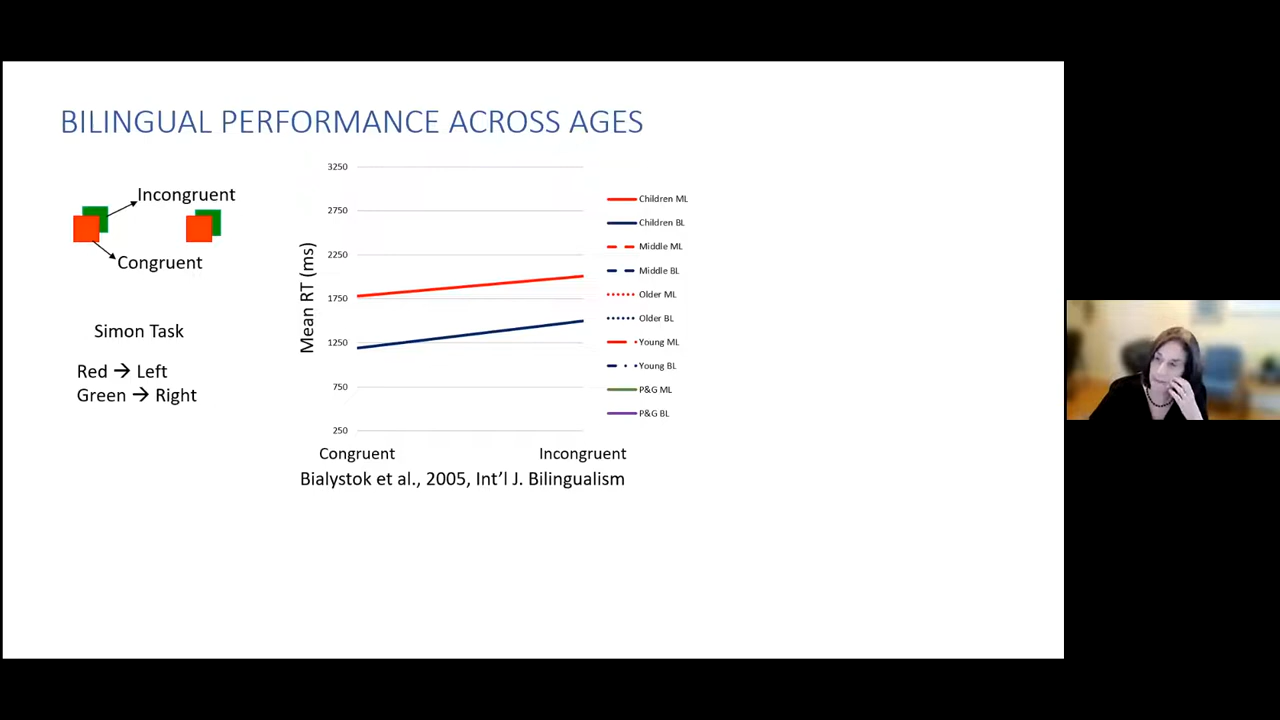 BILINGUAL PERFORMANCE ACROSS AGES
Incongruent
Congruent
Simon Task
Red → Left
Green → Right
Mean RT (ms)
3250
2750
2250
1750
1250
750
250
Congruent
Incongruent
Children ML
Children BL
Middle ML
Middle BL
Older ML
Older BL
Young ML
Young BL
P&G ML
P&G BL
Bialystok et al., 2005, Int'l J. Bilingualism